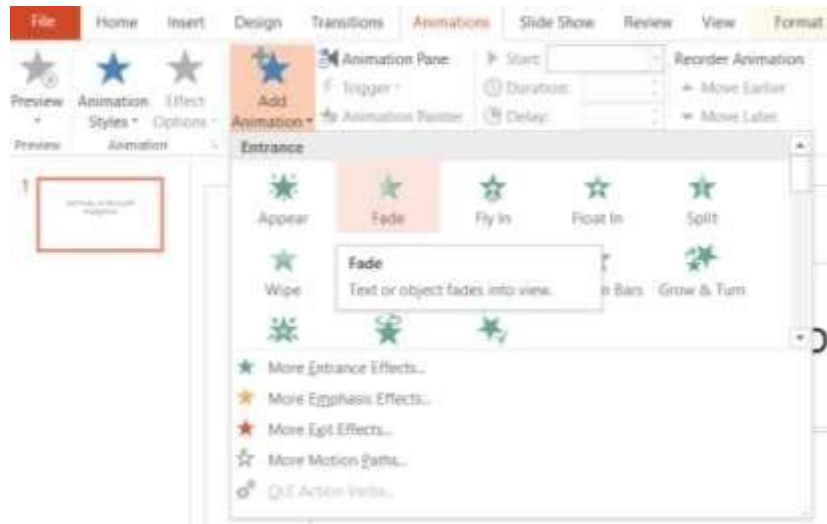 File Home Insert Design Transitions Animations Slide Show Review View Format
Preview Animation Styles Effect Options Add Animation
Animation Pane
Trigger
Animation Painter
Start:
Duration:
Delay:
Reorder Animation
Move Earlier
Move Later
Preview Animation
Entrance
1
Appear Fade Fly In Float In Split
Fade
Wipe Text or object fades into view. Bars Grow & Turn
More Entrance Effects...
More Emphasis Effects...
More Exit Effects...
More Motion Paths...
OLE Action Verbs...